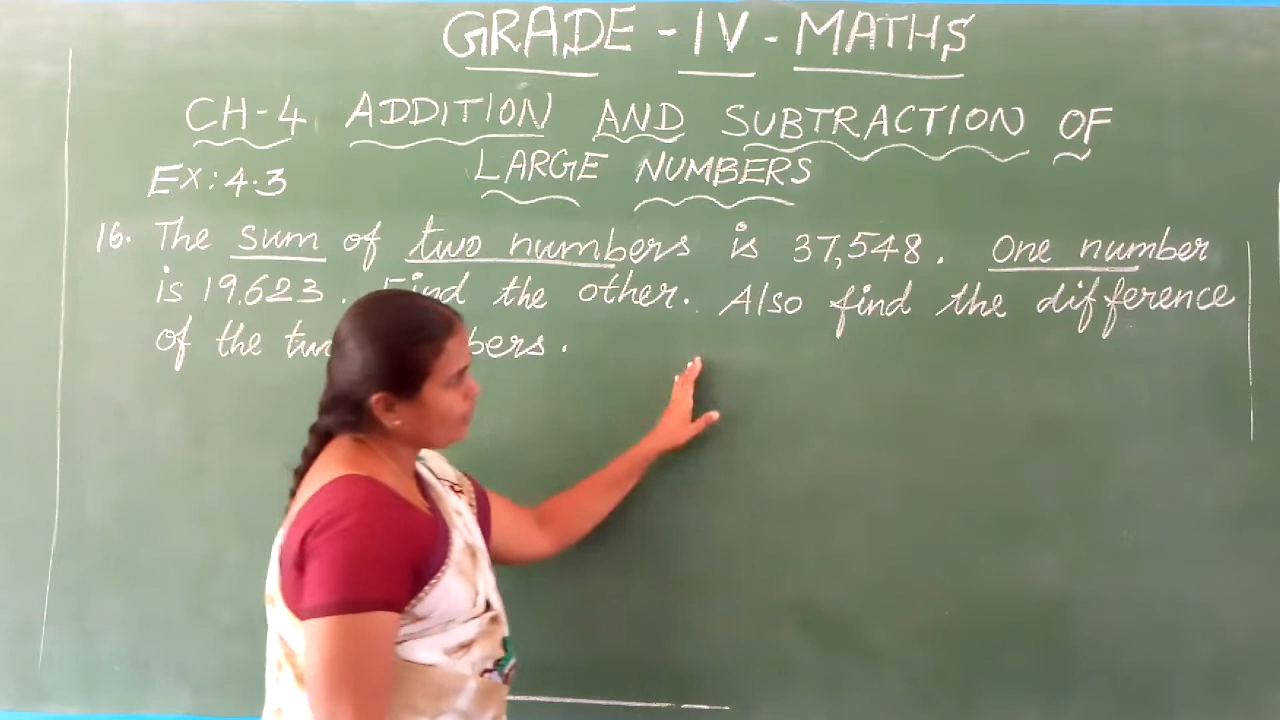 GRADE - IV - MATHS
CH-4 ADDITION AND SUBTRACTION OF
LARGE NUMBERS
Ex: 4.3
16. The sum of two numbers is 37,548. One number
is 19,623. Find the other. Also find the difference
of the two